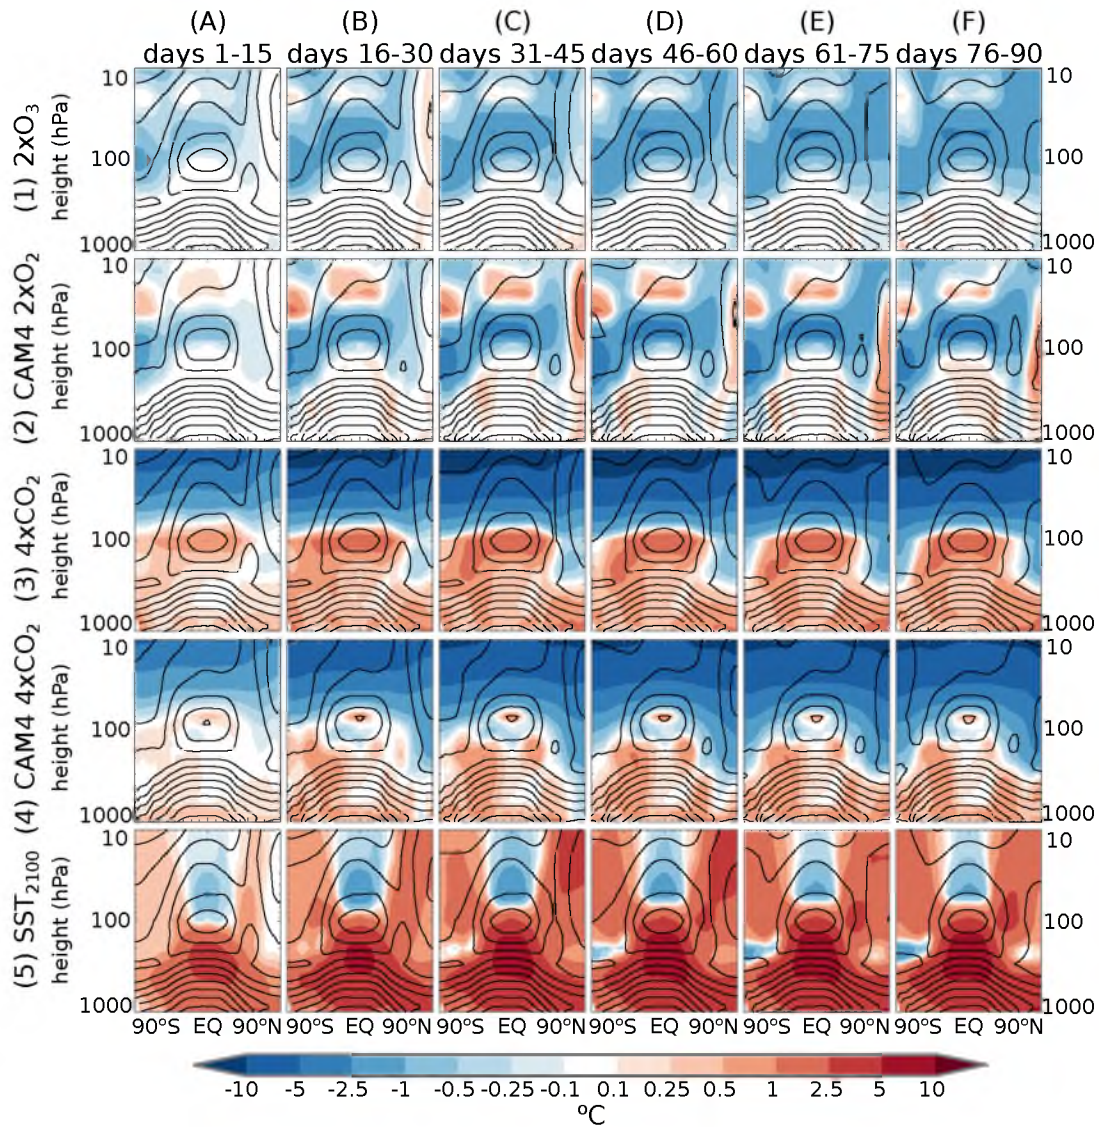 (A) (B) (C) (D) (E) (F)
days 1-15 days 16-30 days 31-45 days 46-60 days 61-75 days 76-90
(1) 2xO3
height (hPa)
10
100
1000
10
100
1000
(2) CAM4 2xO2
height (hPa)
10
100
1000
10
100
1000
(3) 4xCO2
height (hPa)
10
100
1000
10
100
1000
(4) CAM4 4xCO2
height (hPa)
10
100
1000
10
100
1000
(5) SST2100
height (hPa)
10
100
1000
10
100
1000
90°S EQ 90°N 90°S EQ 90°N 90°S EQ 90°N 90°S EQ 90°N 90°S EQ 90°N 90°S EQ 90°N
-10 -5 -2.5 -1 -0.5 -0.25 -0.1 0.1 0.25 0.5 1 2.5 5 10
°C